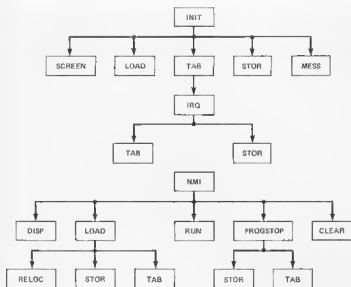 INIT
SCREEN LOAD TAB STOR MESS
IRQ
TAB STOR
NMI
DISP LOAD RUN PROGSTOP CLEAR
RELOC STOR TAB STOR TAB